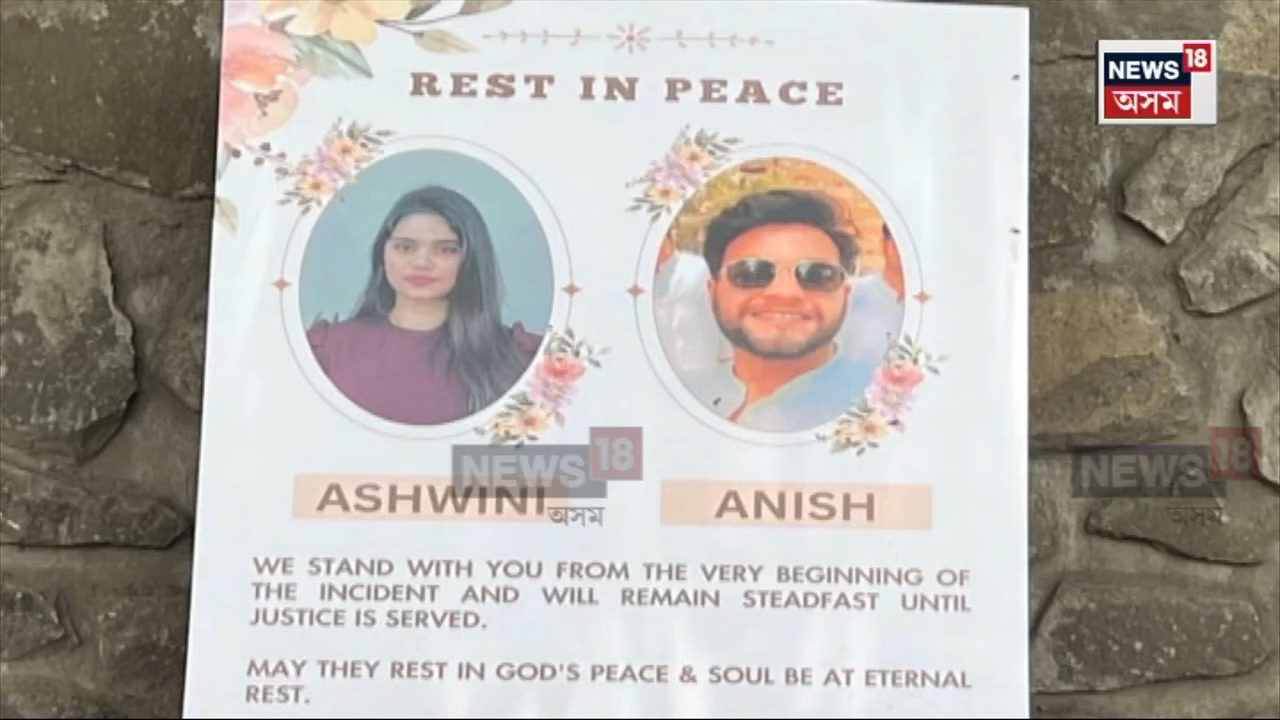 REST IN PEACE
NEWS 18
অসম
ASHWINI
ANISH
NEWS 18
অসম
NEWS 18
অসম
WE STAND WITH YOU FROM THE VERY BEGINNING OF
THE INCIDENT AND WILL REMAIN STEADFAST UNTIL
JUSTICE IS SERVED.
MAY THEY REST IN GOD'S PEACE & SOUL BE AT ETERNAL
REST.